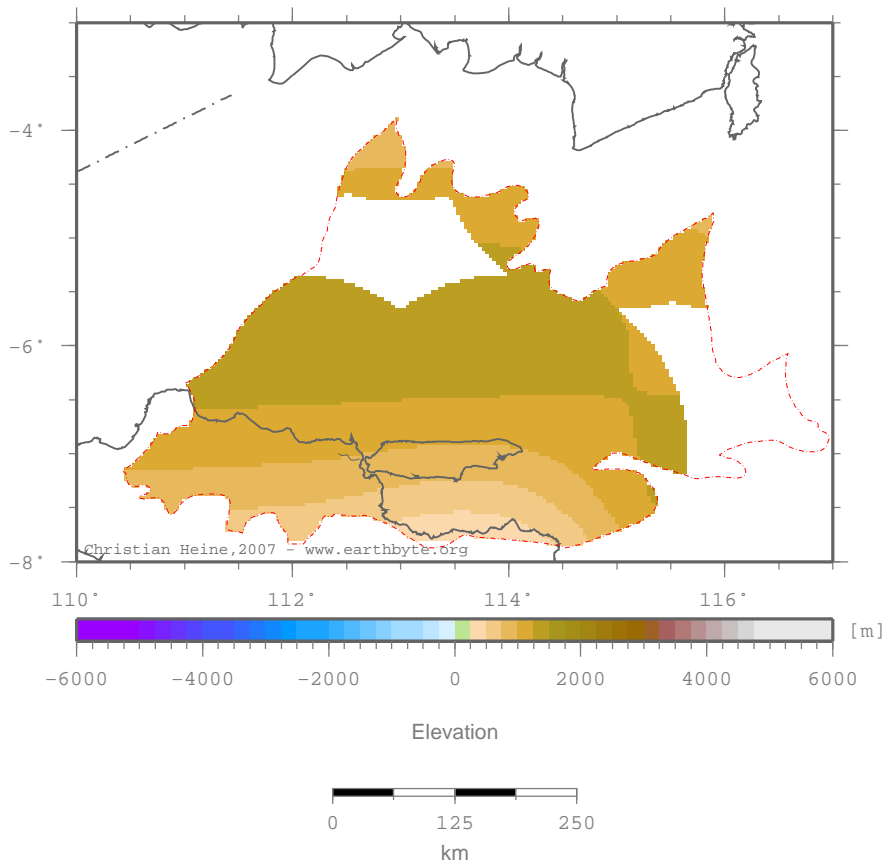 −4°
−6°
−8°
Christian Heine,2007 − www.earthbyte.org
110° 112° 114° 116°
[m]
−6000 −4000 −2000 0 2000 4000 6000
Elevation
0 125 250
km